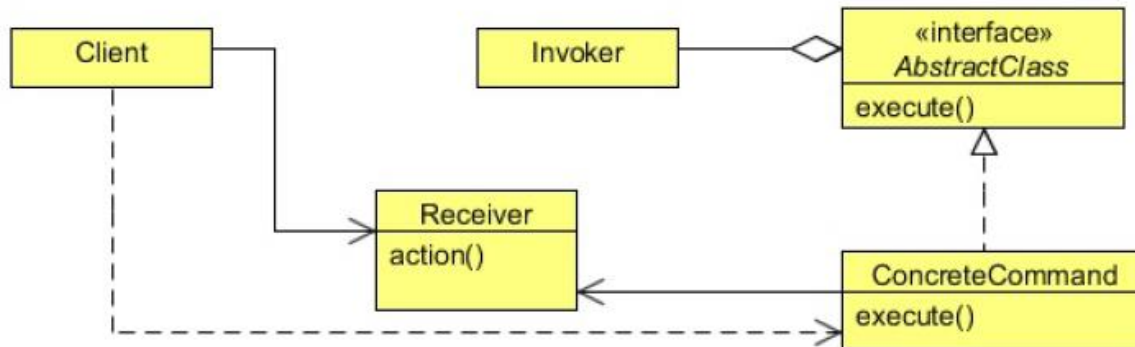 Client
Invoker
«interface»
AbstractClass
execute()
Receiver
action()
ConcreteCommand
execute()